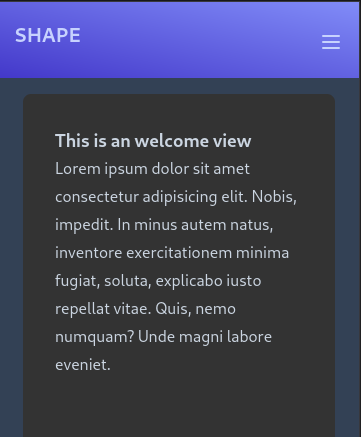 SHAPE
This is an welcome view
Lorem ipsum dolor sit amet
consectetur adipisicing elit. Nobis,
impedit. In minus autem natus,
inventore exercitationem minima
fugiat, soluta, explicabo iusto
repellat vitae. Quis, nemo
numquam? Unde magni labore
eveniet.